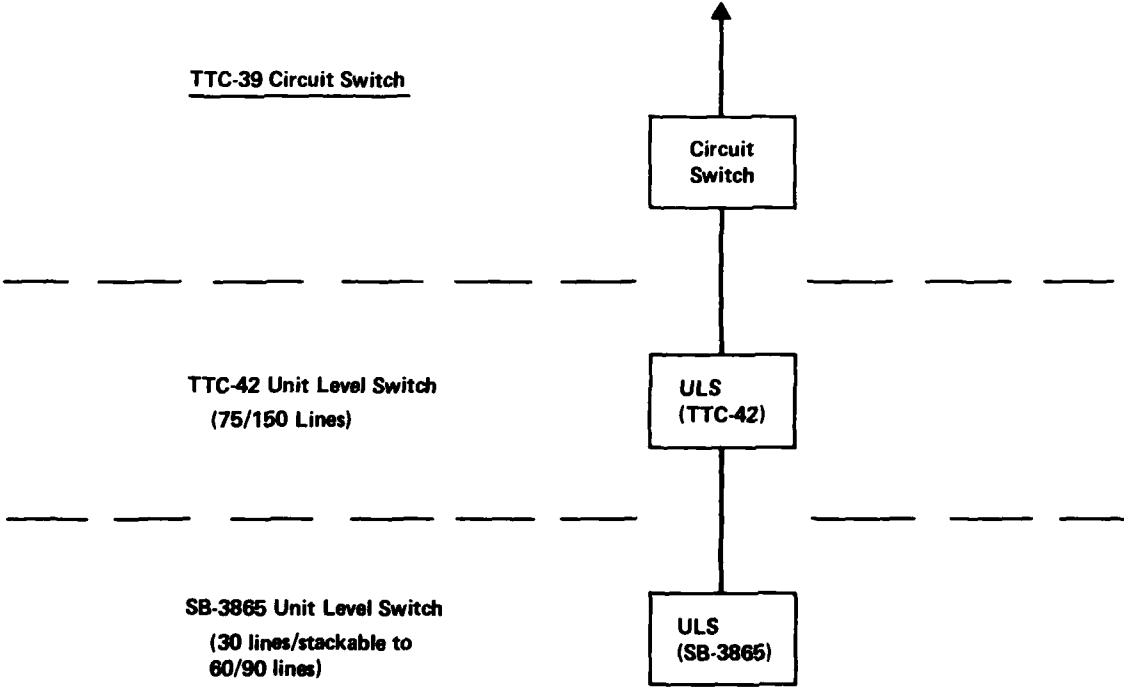 TTC-39 Circuit Switch
Circuit
Switch
TTC-42 Unit Level Switch
(75/150 Lines)
ULS
(TTC-42)
SB-3865 Unit Level Switch
(30 lines/stackable to
60/90 lines)
ULS
(SB-3865)